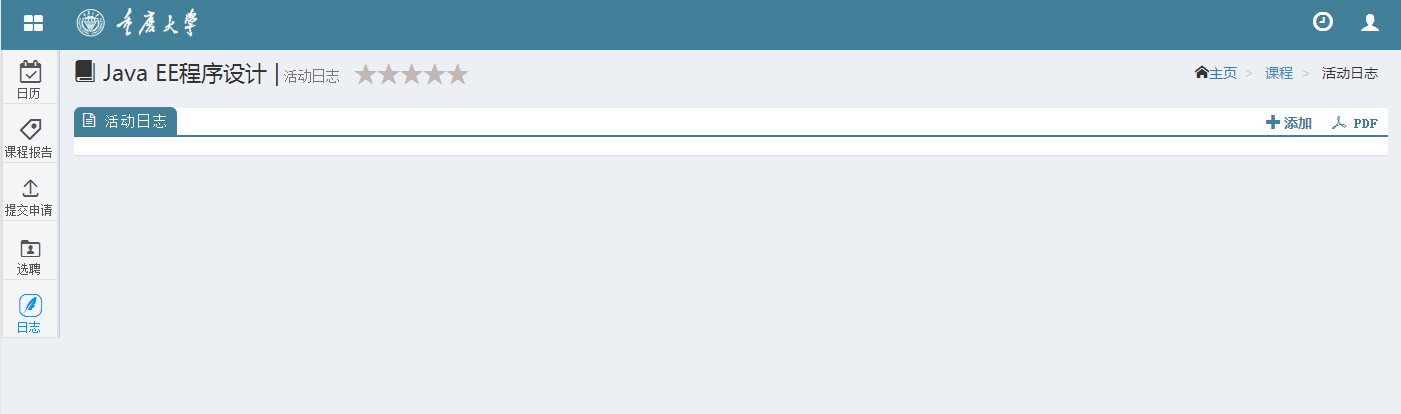 重庆大学
Java EE程序设计 | 活动日志
主页 > 课程 > 活动日志
日历
课程报告
提交申请
选聘
日志
活动日志
添加 PDF